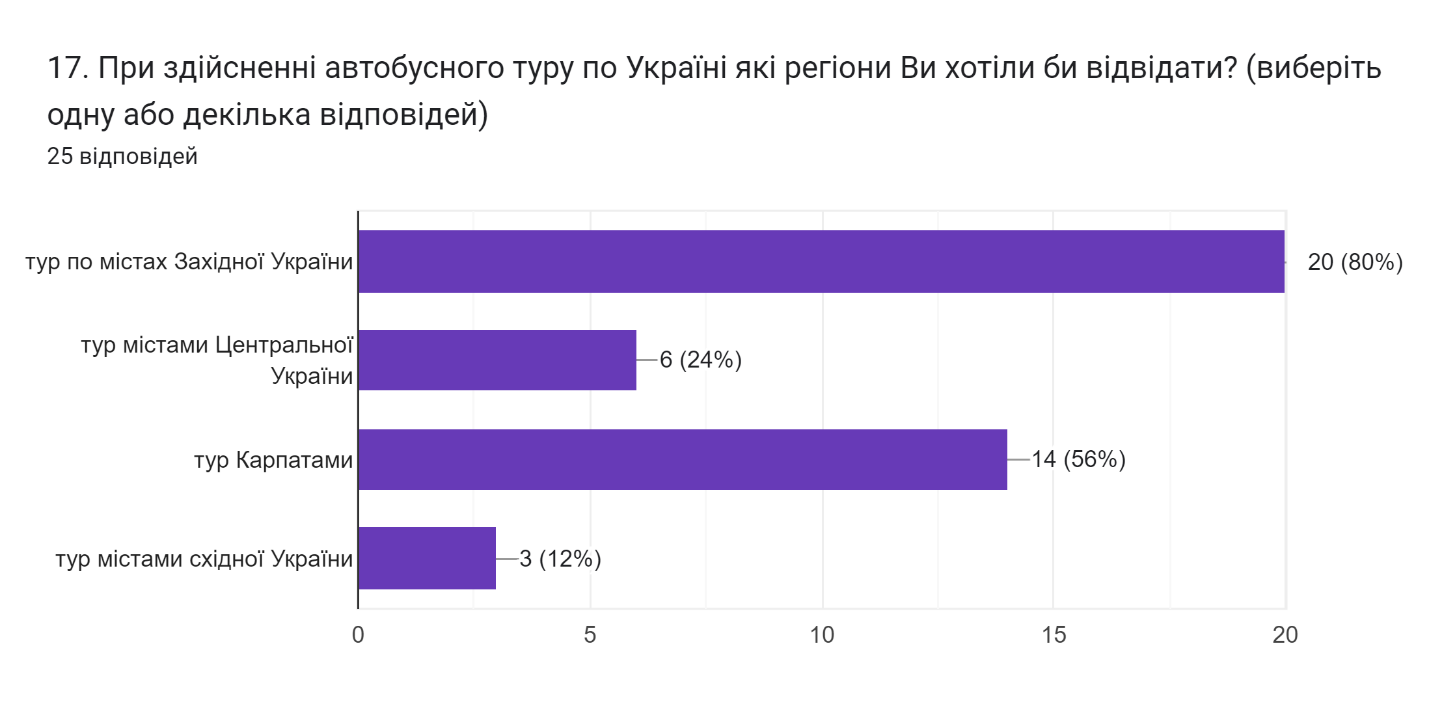 17. При здійсненні автобусного туру по Україні які регіони Ви хотіли би відвідати? (виберіть
одну або декілька відповідей)
25 відповідей
тур по містах Західної України
20 (80%)
тур містами Центральної
України
6 (24%)
тур Карпатами
14 (56%)
тур містами східної України
3 (12%)
0
5
10
15
20